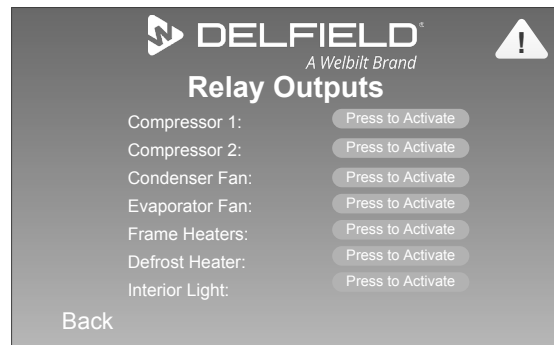 DELFIELD®
A Welbilt Brand
!
Relay Outputs
Compressor 1: Press to Activate
Compressor 2: Press to Activate
Condenser Fan: Press to Activate
Evaporator Fan: Press to Activate
Frame Heaters: Press to Activate
Defrost Heater: Press to Activate
Interior Light: Press to Activate
Back